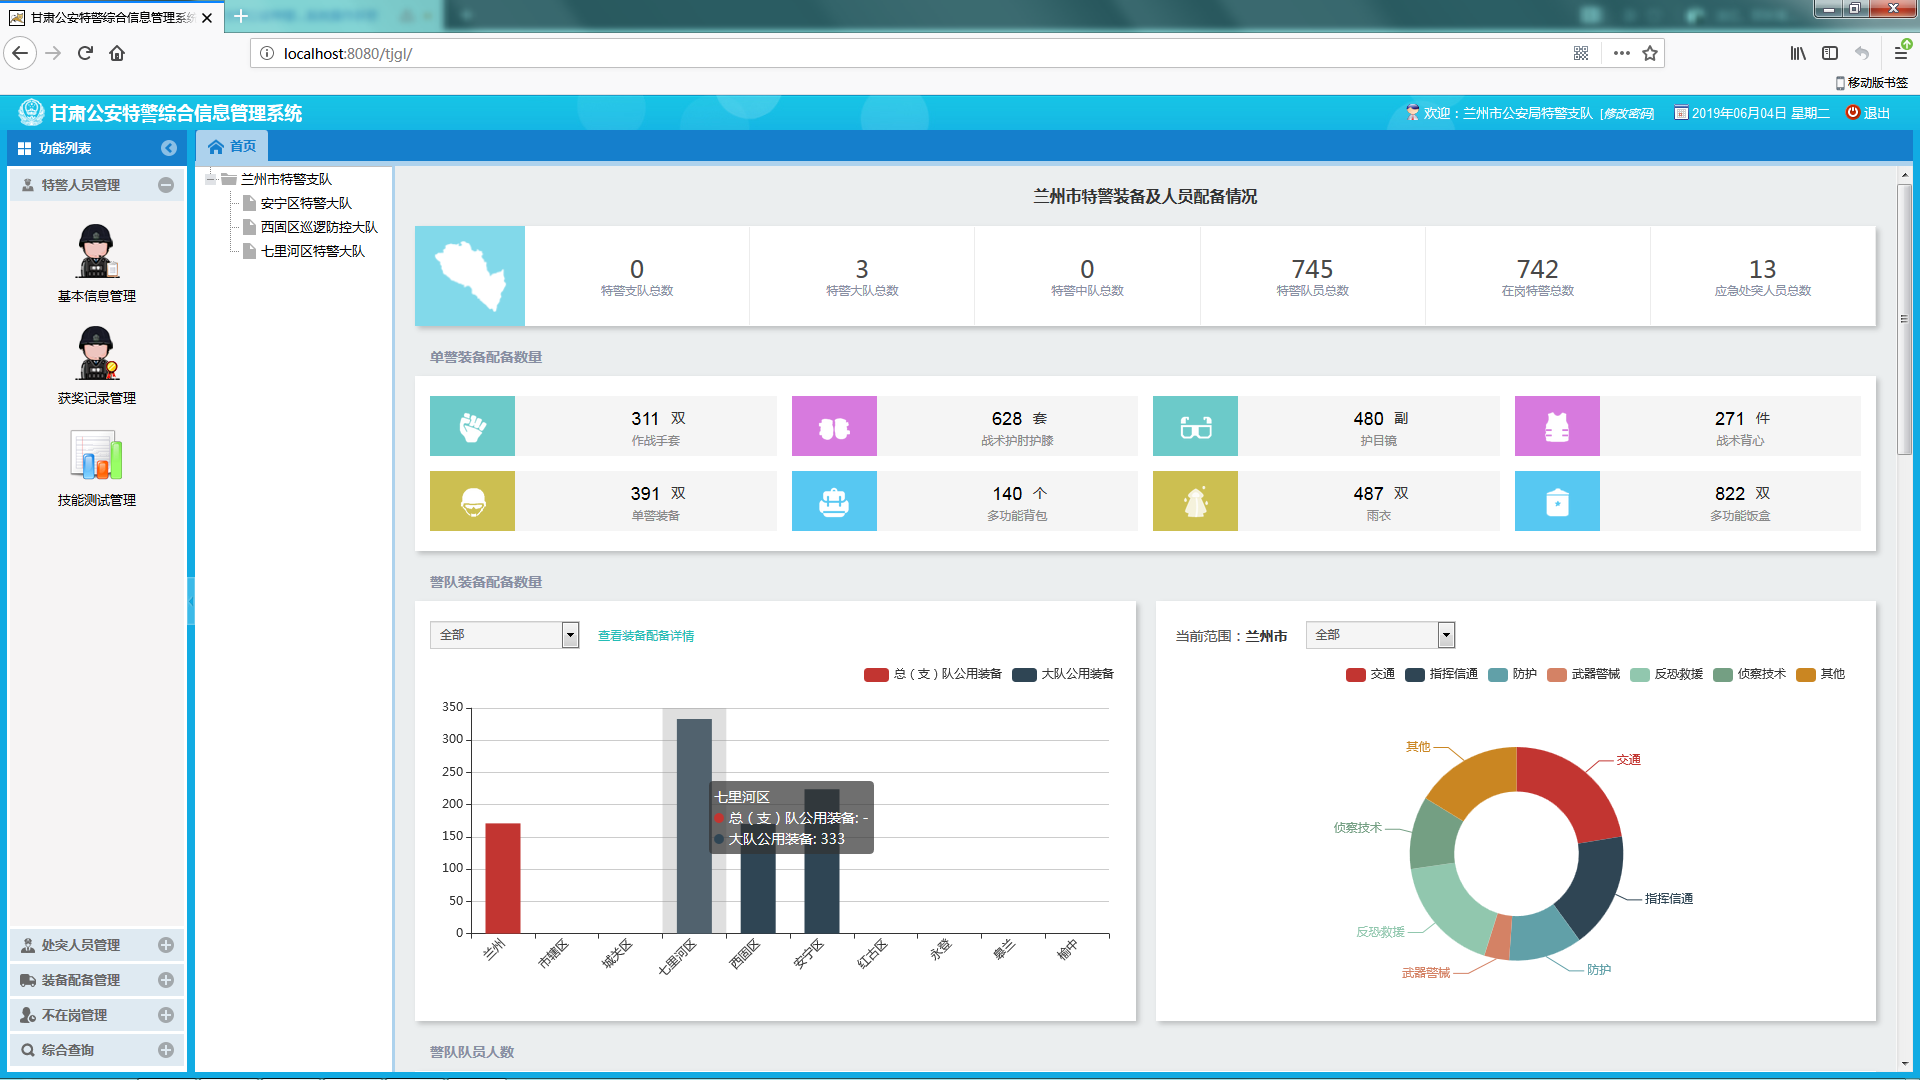 甘肃公安特警综合信息管理系统
localhost:8080/tjgl/
移动版书签
甘肃公安特警综合信息管理系统
欢迎：兰州市公安局特警支队 [修改密码] 2019年06月04日 星期二 退出
功能列表
首页
特警人员管理
基本信息管理
获奖记录管理
技能测试管理
处突人员管理
装备配备管理
不在岗管理
综合查询
兰州市特警支队
安宁区特警大队
西固区巡逻防控大队
七里河区特警大队
兰州市特警装备及人员配备情况
0 3 0 745 742 13
特警支队总数 特警大队总数 特警中队总数 特警队员总数 在岗特警总数 应急处突人员总数
单警装备配备数量
311 双 628 套 480 副 271 件
作战手套 战术护肘护膝 护目镜 战术背心
391 双 140 个 487 双 822 双
单警装备 多功能背包 雨衣 多功能饭盒
警队装备配备数量
全部 查看装备配备详情
总（支）队公用装备 大队公用装备
350
300
250
200
150
100
50
0
七里河区
总（支）队公用装备: -
大队公用装备: 333
兰州 市辖区 城关区 七里河区 西固区 安宁区 红古区 永登 皋兰 榆中
当前范围：兰州市 全部
交通 指挥信通 防护 武器警械 反恐救援 侦察技术 其他
其他
交通
侦察技术
指挥信通
反恐救援
防护
武器警械
警队队员人数